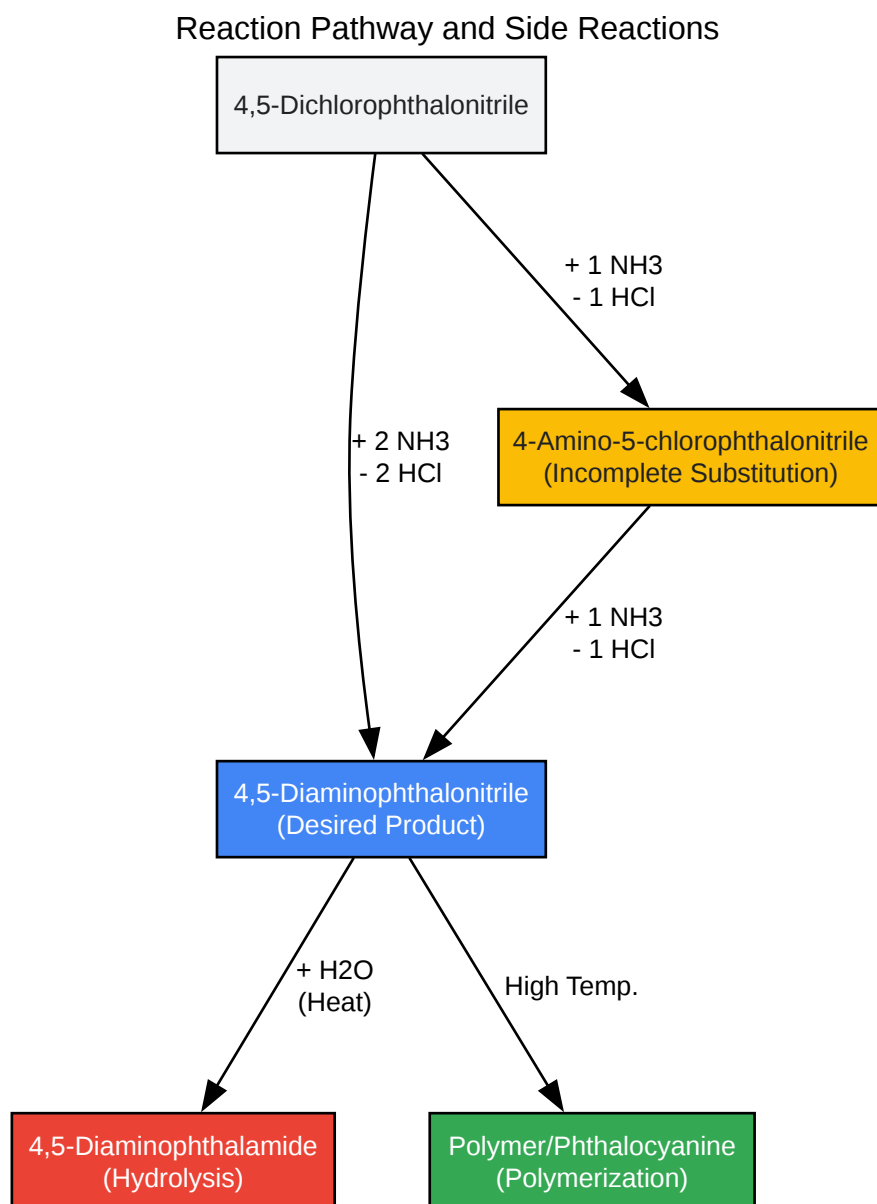 Reaction Pathway and Side Reactions
4,5-Dichlorophthalonitrile
+ 1 NH3
- 1 HCl
4-Amino-5-chlorophthalonitrile
(Incomplete Substitution)
+ 2 NH3
- 2 HCl
+ 1 NH3
- 1 HCl
4,5-Diaminophthalonitrile
(Desired Product)
+ H2O
(Heat)
High Temp.
4,5-Diaminophthalamide
(Hydrolysis)
Polymer/Phthalocyanine
(Polymerization)